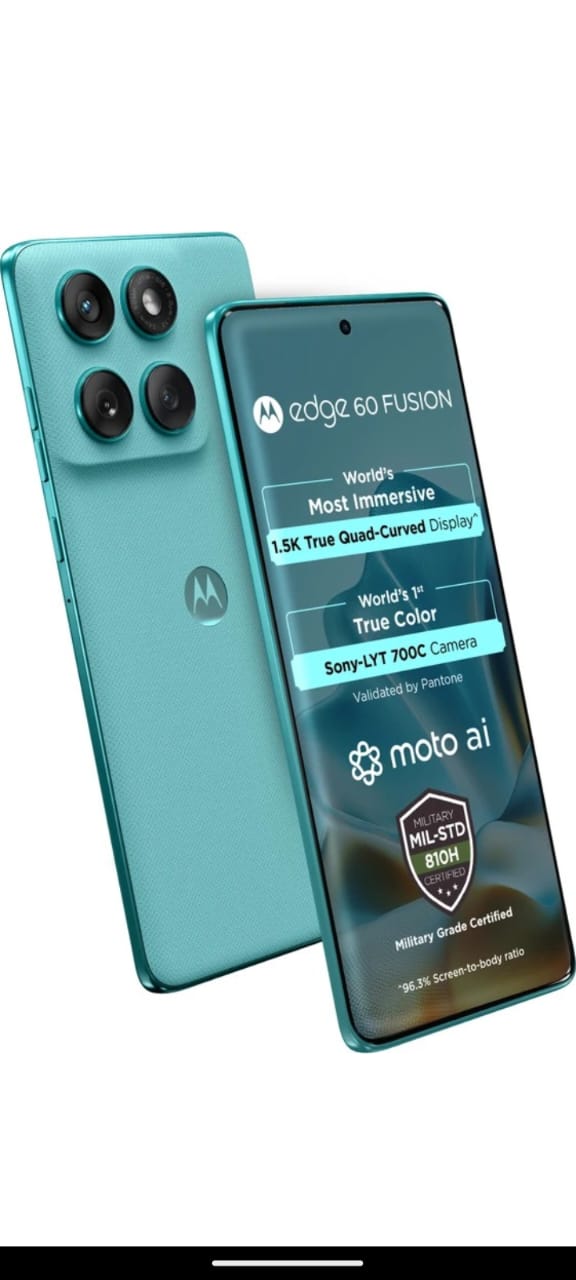 edge 60 FUSION
World's
Most Immersive
1.5K True Quad-Curved Display^
World's 1st
True Color
Sony-LYT 700C Camera
Validated by Pantone
moto ai
MILITARY
MIL-STD
810H
CERTIFIED
Military Grade Certified
^96.3% Screen-to-body ratio